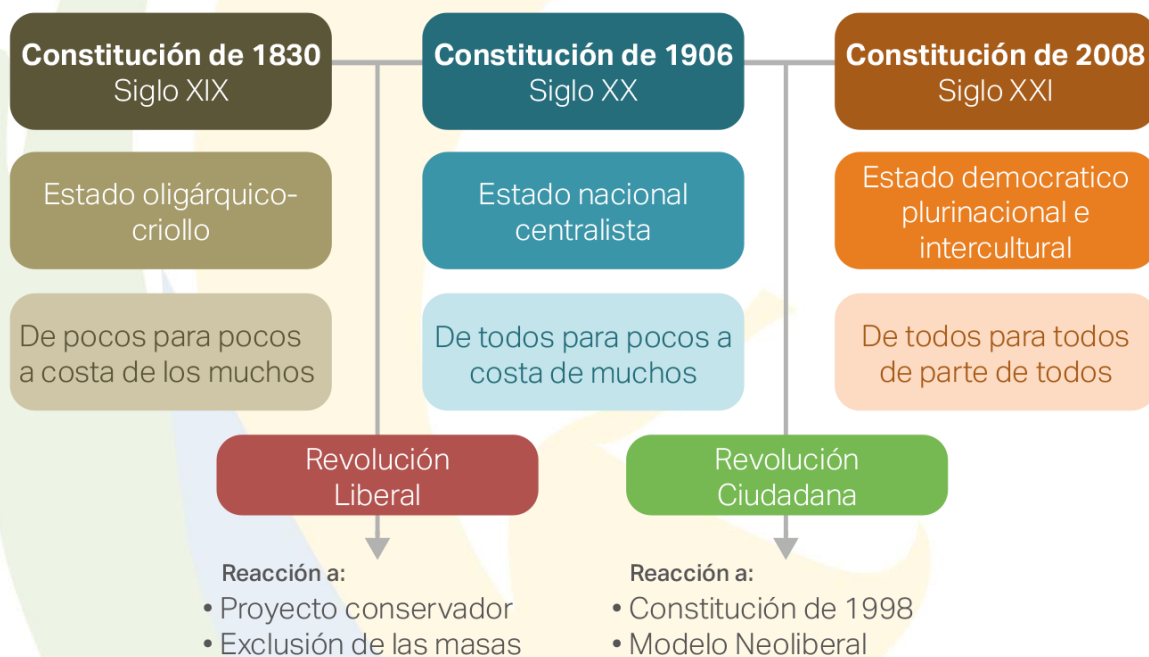 Constitución de 1830
Siglo XIX
Constitución de 1906
Siglo XX
Constitución de 2008
Siglo XXI
Estado oligárquico-
criollo
Estado nacional
centralista
Estado democratico
plurinacional e
intercultural
De pocos para pocos
a costa de los muchos
De todos para pocos a
costa de muchos
De todos para todos
de parte de todos
Revolución
Liberal
Revolución
Ciudadana
Reacción a:
• Proyecto conservador
• Exclusión de las masas
Reacción a:
• Constitución de 1998
• Modelo Neoliberal